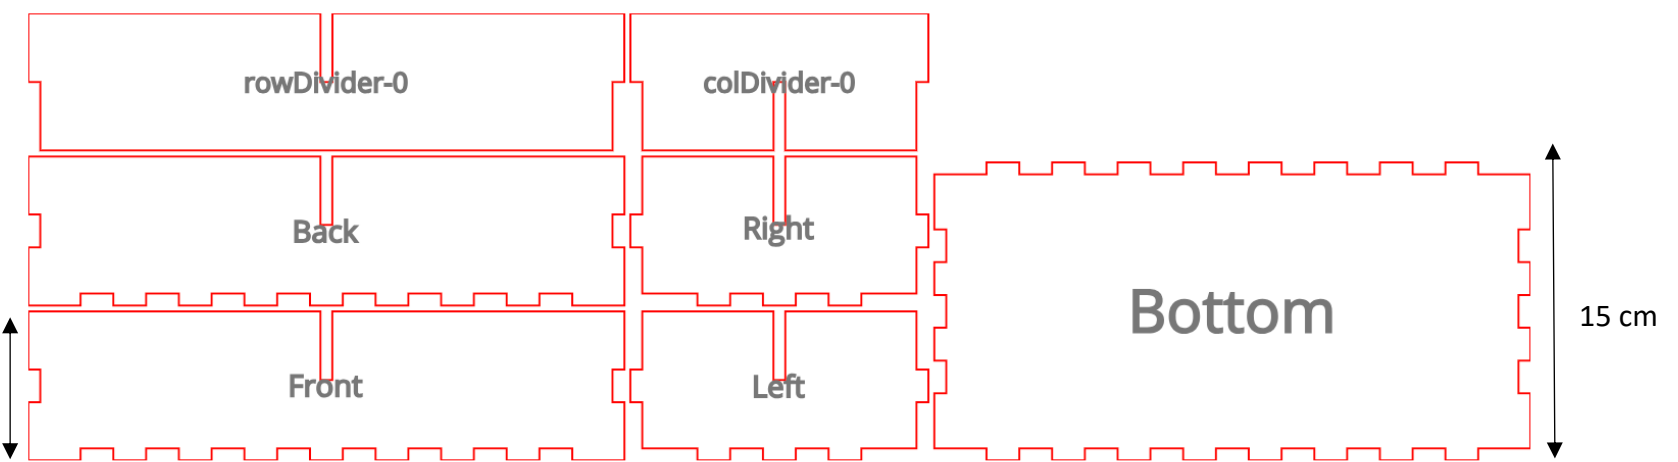 rowDivider-0
colDivider-0
Back
Right
Bottom
15 cm
Front
Left